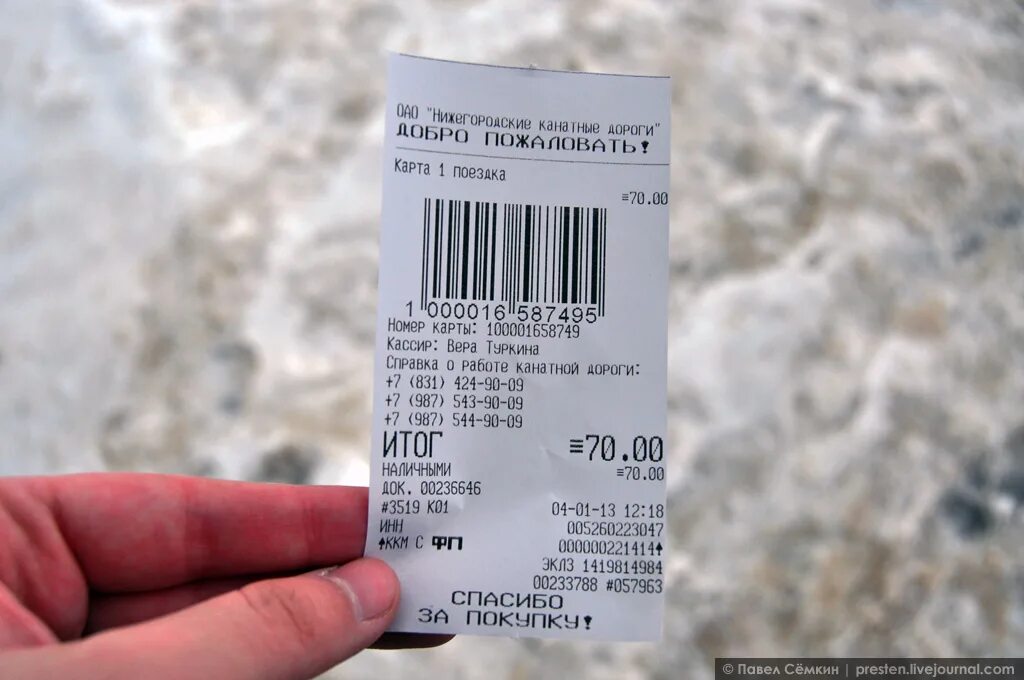 ОАО "Нижегородские канатные дороги"
ДОБРО ПОЖАЛОВАТЬ!
Карта 1 поездка
≡70.00
1 000016 587495
Номер карты: 100001658749
Кассир: Вера Туркина
Справка о работе канатной дороги:
+7 (831) 424-90-09
+7 (987) 543-90-09
+7 (987) 544-90-09
ИТОГ ≡70.00
НАЛИЧНЫМИ ≡70.00
ДОК. 00236646
#3519 К01 04-01-13 12:18
ИНН 005260223047
ККМ С ФП 0000000221414
ЭКЛЗ 1419814984
00233788 #057963
СПАСИБО
ЗА ПОКУПКУ!
© Павел Сёмкин | presten.livejournal.com